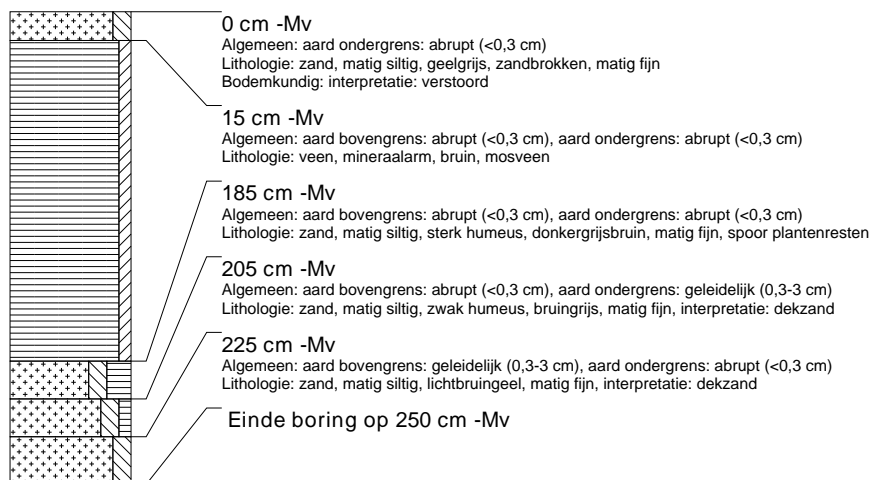 0 cm -Mv
Algemeen: aard ondergrens: abrupt (<0,3 cm)
Lithologie: zand, matig siltig, geelgrijs, zandbrokken, matig fijn
Bodemkundig: interpretatie: verstoord
15 cm -Mv
Algemeen: aard bovengrens: abrupt (<0,3 cm), aard ondergrens: abrupt (<0,3 cm)
Lithologie: veen, mineraalarm, bruin, mosveen
185 cm -Mv
Algemeen: aard bovengrens: abrupt (<0,3 cm), aard ondergrens: abrupt (<0,3 cm)
Lithologie: zand, matig siltig, sterk humeus, donkergrijsbruin, matig fijn, spoor plantenresten
205 cm -Mv
Algemeen: aard bovengrens: abrupt (<0,3 cm), aard ondergrens: geleidelijk (0,3-3 cm)
Lithologie: zand, matig siltig, zwak humeus, bruingrijs, matig fijn, interpretatie: dekzand
225 cm -Mv
Algemeen: aard bovengrens: geleidelijk (0,3-3 cm), aard ondergrens: abrupt (<0,3 cm)
Lithologie: zand, matig siltig, lichtbruingeel, matig fijn, interpretatie: dekzand
Einde boring op 250 cm -Mv